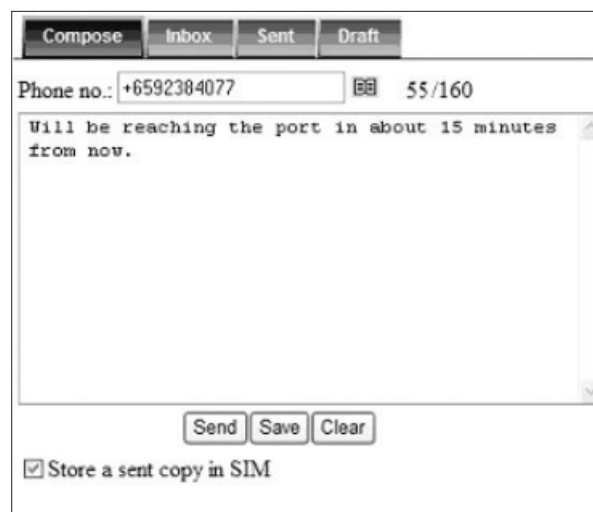 Compose Inbox Sent Draft
Phone no.: +6592384077 55/160
Will be reaching the port in about 15 minutes
from now.
Send Save Clear
Store a sent copy in SIM